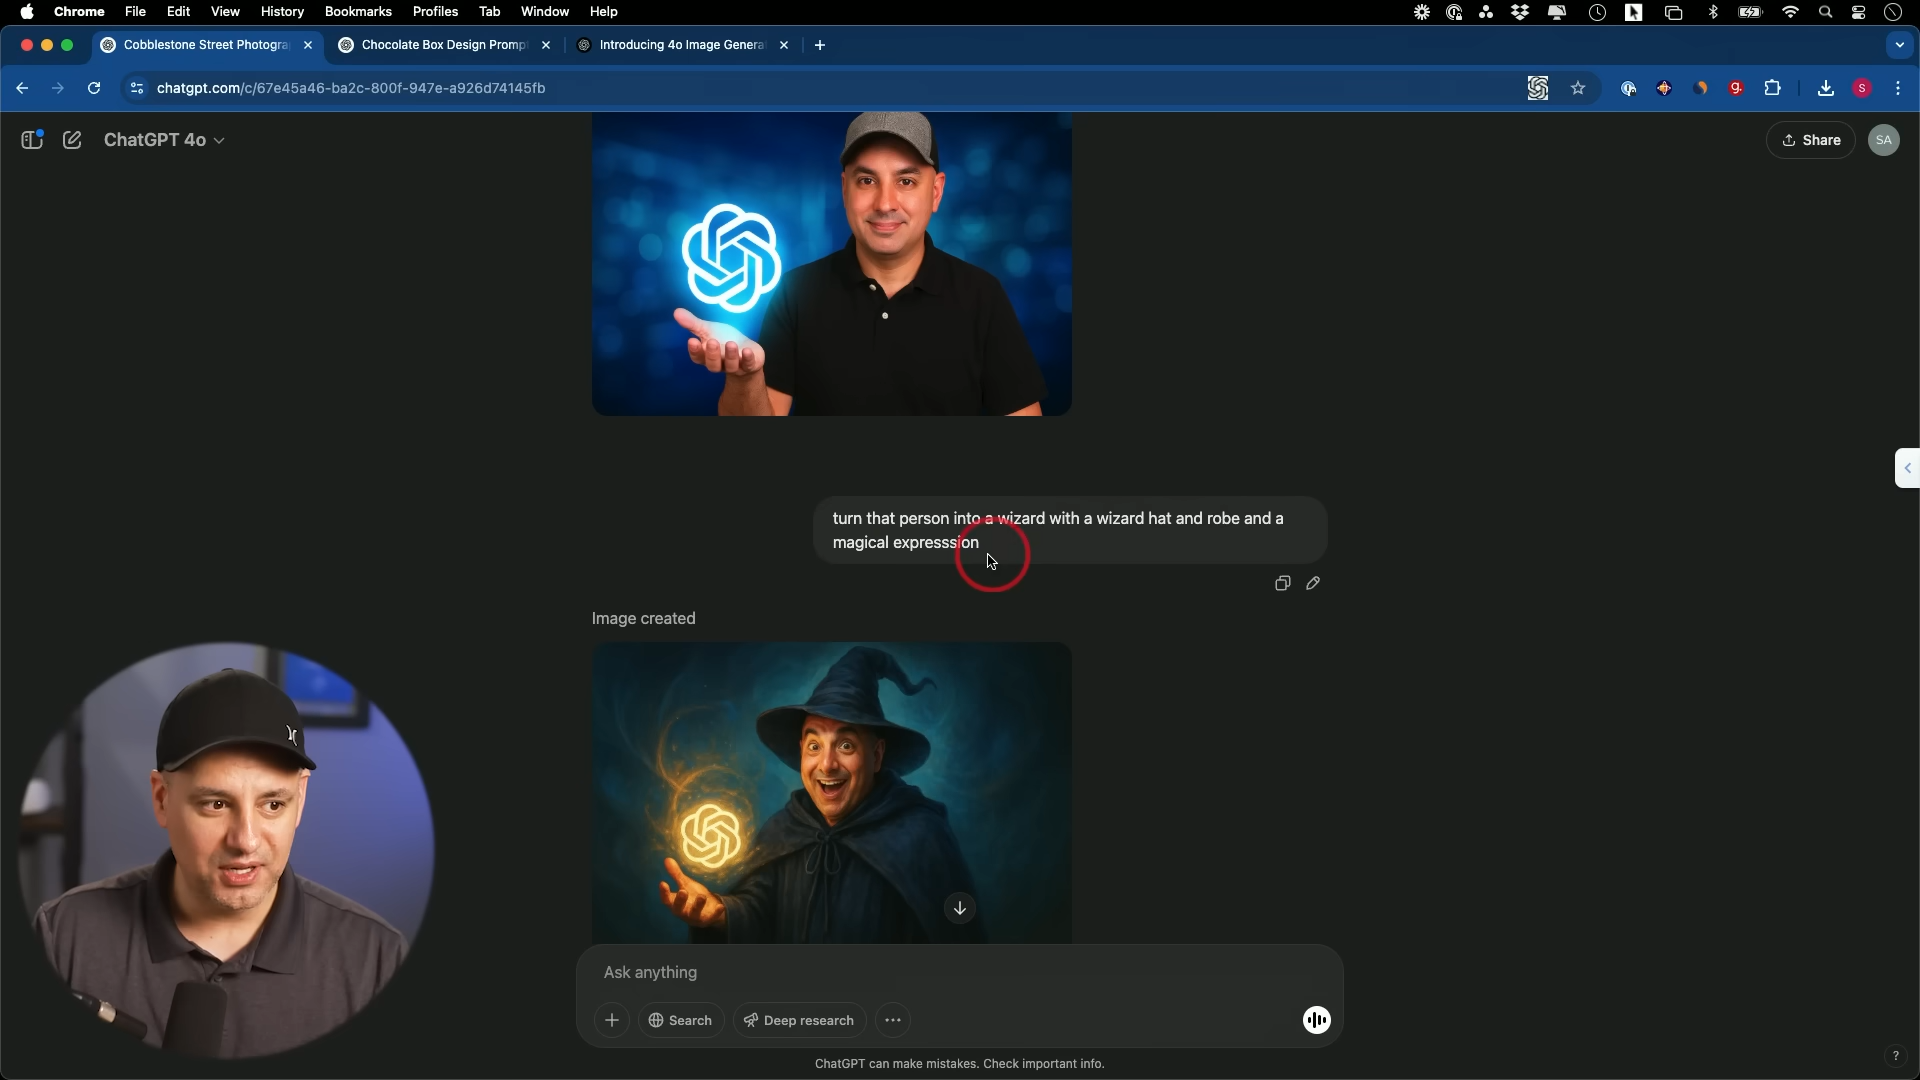 Chrome File Edit View History Bookmarks Profiles Tab Window Help
Cobblestone Street Photogra Chocolate Box Design Promp Introducing 4o Image Genera
chatgpt.com/c/67e45a46-ba2c-800f-947e-a926d74145fb
g.
S
ChatGPT 4o
Share
SA
turn that person into a wizard with a wizard hat and robe and a
magical expresssion
Image created
Ask anything
Search Deep research
ChatGPT can make mistakes. Check important info.
?